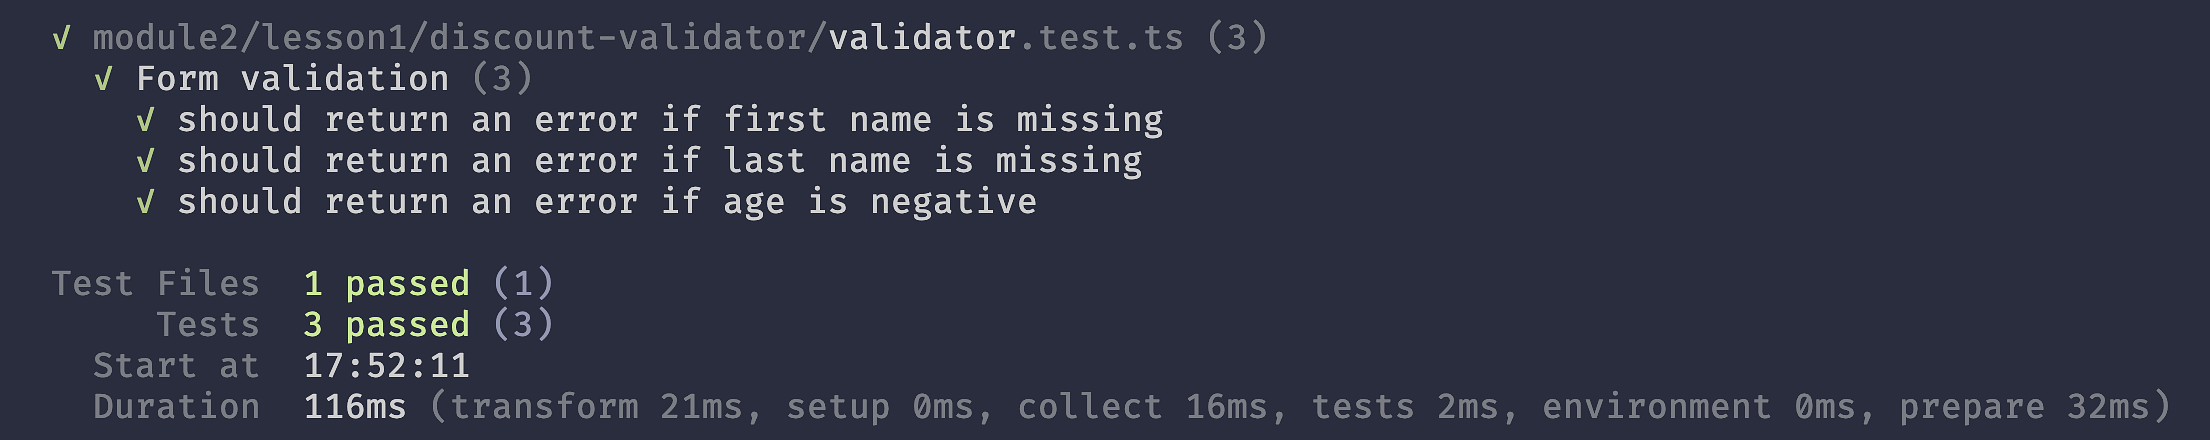 √ module2/lesson1/discount-validator/validator.test.ts (3)
√ Form validation (3)
√ should return an error if first name is missing
√ should return an error if last name is missing
√ should return an error if age is negative
Test Files 1 passed (1)
Tests 3 passed (3)
Start at 17:52:11
Duration 116ms (transform 21ms, setup 0ms, collect 16ms, tests 2ms, environment 0ms, prepare 32ms)